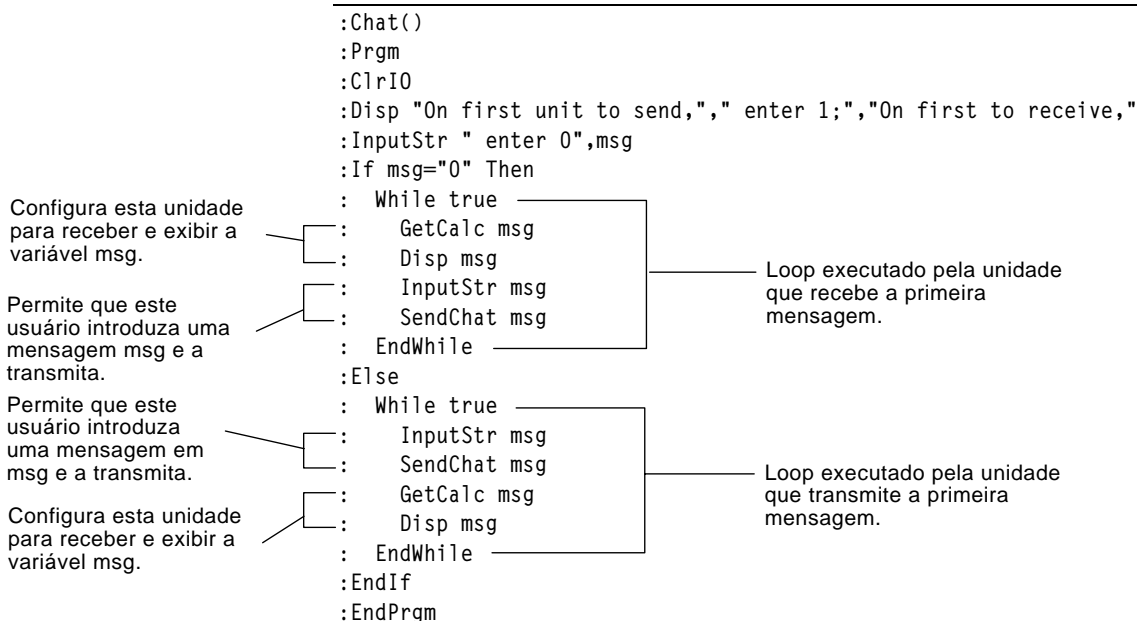 :Chat()
:Prgm
:ClrIO
:Disp "On first unit to send,"," enter 1;","On first to receive,"
:InputStr " enter 0",msg
:If msg="0" Then
: While true
: GetCalc msg
: Disp msg
: InputStr msg
: SendChat msg
: EndWhile
:Else
: While true
: InputStr msg
: SendChat msg
: GetCalc msg
: Disp msg
: EndWhile
:EndIf
:EndPrgm
Configura esta unidade
para receber e exibir a
variável msg.
Permite que este
usuário introduza uma
mensagem msg e a
transmita.
Permite que este
usuário introduza
uma mensagem em
msg e a transmita.
Configura esta unidade
para receber e exibir a
variável msg.
Loop executado pela unidade
que recebe a primeira
mensagem.
Loop executado pela unidade
que transmite a primeira
mensagem.